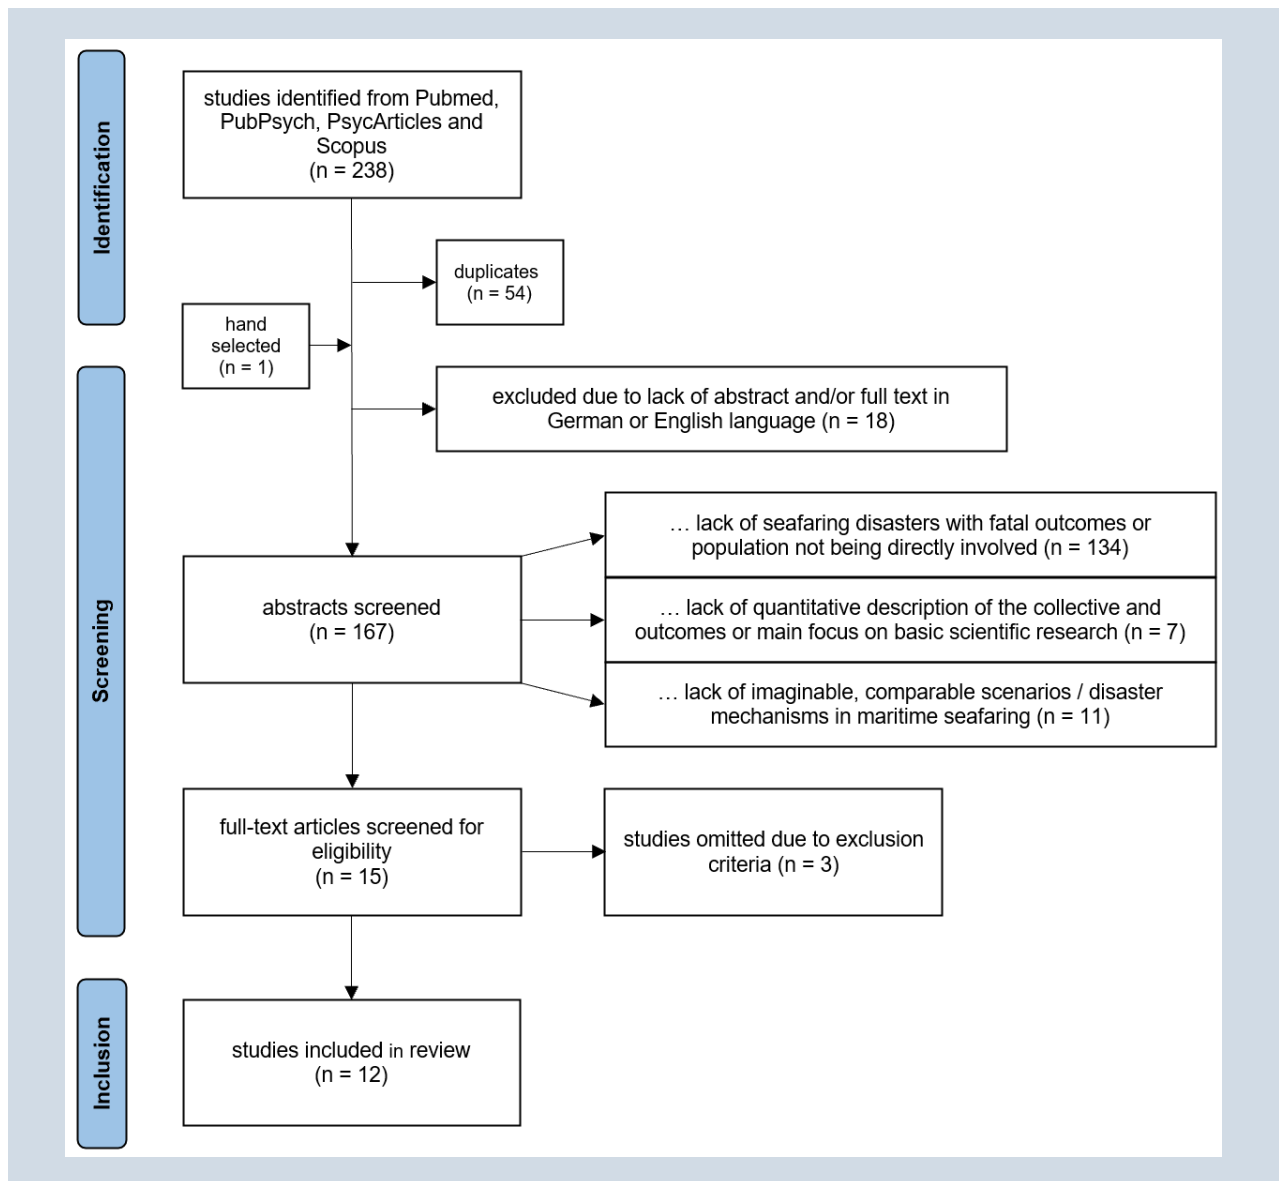 Identification
studies identified from Pubmed,
PubPsych, PsycArticles and
Scopus
(n = 238)
duplicates
(n = 54)
hand
selected
(n = 1)
Screening
excluded due to lack of abstract and/or full text in
German or English language (n = 18)
abstracts screened
(n = 167)
… lack of seafaring disasters with fatal outcomes or
population not being directly involved (n = 134)
… lack of quantitative description of the collective and
outcomes or main focus on basic scientific research (n = 7)
… lack of imaginable, comparable scenarios / disaster
mechanisms in maritime seafaring (n = 11)
full-text articles screened for
eligibility
(n = 15)
studies omitted due to exclusion
criteria (n = 3)
Inclusion
studies included in review
(n = 12)